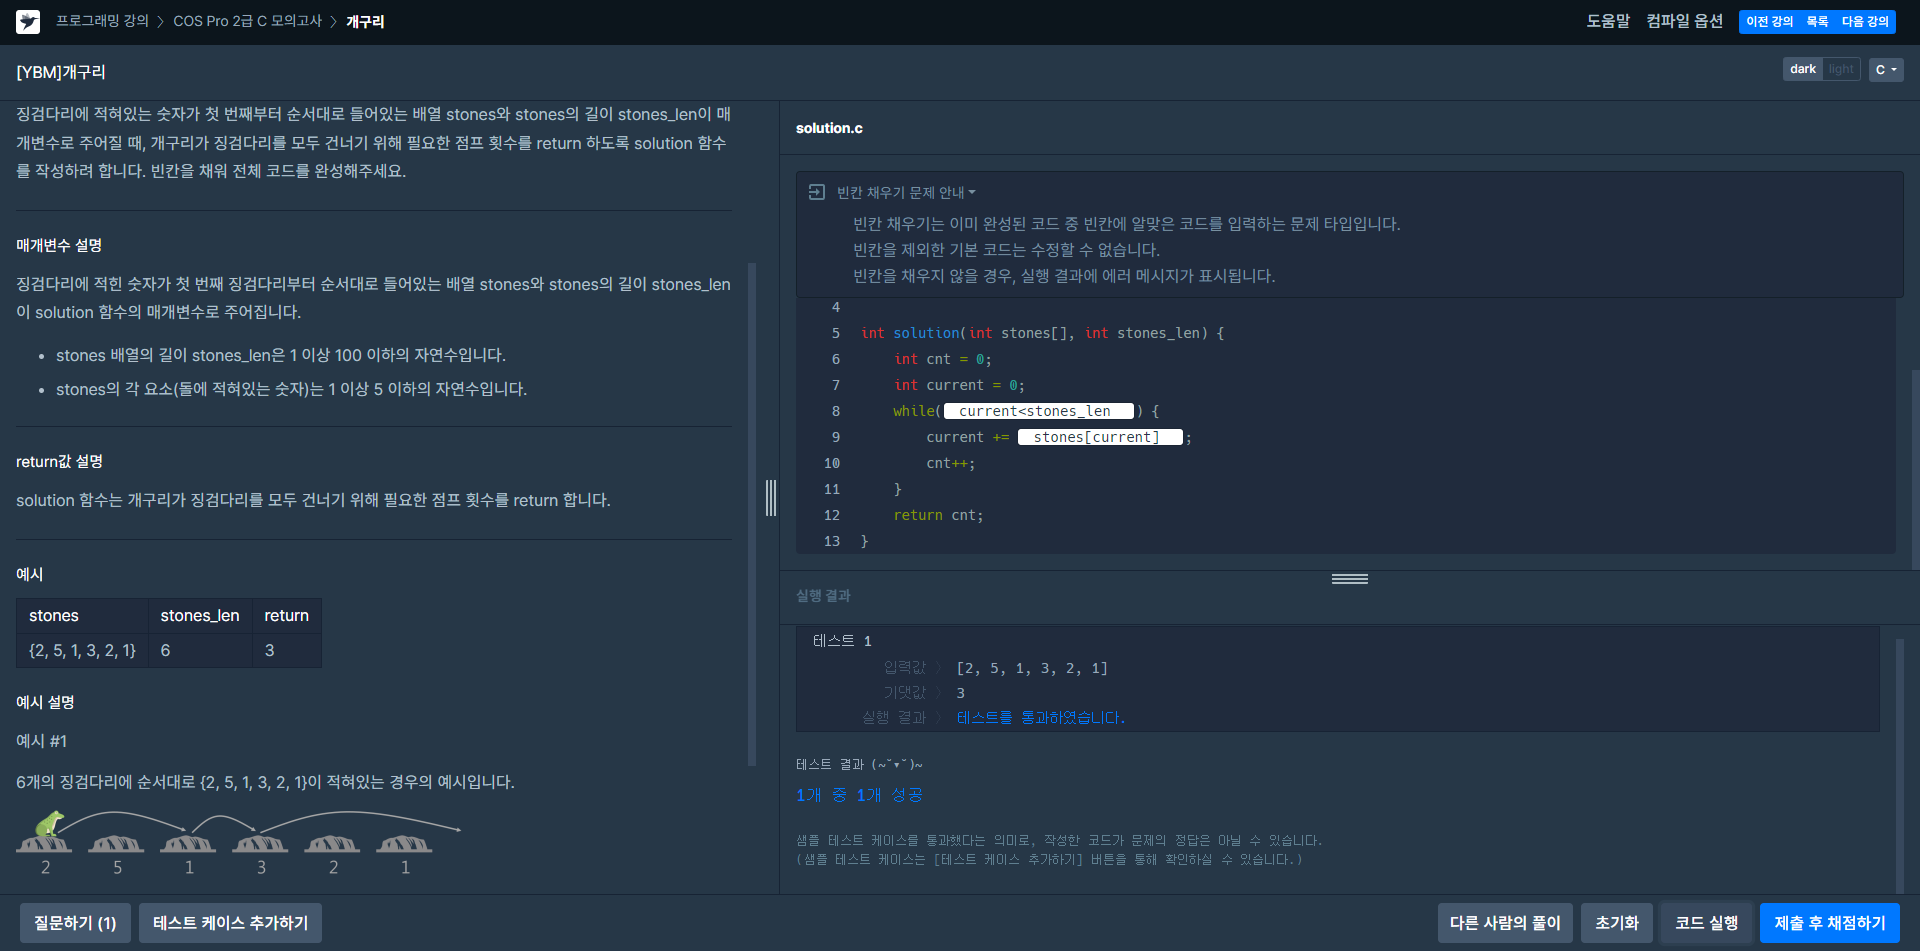 프로그래밍 강의 > COS Pro 2급 C 모의고사 > 개구리
도움말 컴파일 옵션 이전 강의 목록 다음 강의
[YBM]개구리
dark light C
징검다리에 적혀있는 숫자가 첫 번째부터 순서대로 들어있는 배열 stones와 stones의 길이 stones_len이 매
개변수로 주어질 때, 개구리가 징검다리를 모두 건너기 위해 필요한 점프 횟수를 return 하도록 solution 함수
를 작성하려 합니다. 빈칸을 채워 전체 코드를 완성해주세요.
매개변수 설명
징검다리에 적힌 숫자가 첫 번째 징검다리부터 순서대로 들어있는 배열 stones와 stones의 길이 stones_len
이 solution 함수의 매개변수로 주어집니다.
• stones 배열의 길이 stones_len은 1 이상 100 이하의 자연수입니다.
• stones의 각 요소(돌에 적혀있는 숫자)는 1 이상 5 이하의 자연수입니다.
return값 설명
solution 함수는 개구리가 징검다리를 모두 건너기 위해 필요한 점프 횟수를 return 합니다.
예시
stones stones_len return
{2, 5, 1, 3, 2, 1} 6 3
예시 설명
예시 #1
6개의 징검다리에 순서대로 {2, 5, 1, 3, 2, 1}이 적혀있는 경우의 예시입니다.
2 5 1 3 2 1
solution.c
빈칸 채우기 문제 안내
빈칸 채우기는 이미 완성된 코드 중 빈칸에 알맞은 코드를 입력하는 문제 타입입니다.
빈칸을 제외한 기본 코드는 수정할 수 없습니다.
빈칸을 채우지 않을 경우, 실행 결과에 에러 메시지가 표시됩니다.
4
5 int solution(int stones[], int stones_len) {
6 int cnt = 0;
7 int current = 0;
8 while( current<stones_len ) {
9 current += stones[current] ;
10 cnt++;
11 }
12 return cnt;
13 }
실행 결과
테스트 1
입력값 > [2, 5, 1, 3, 2, 1]
기댓값 > 3
실행 결과 > 테스트를 통과하였습니다.
테스트 결과 (~˘▾˘)~
1개 중 1개 성공
샘플 테스트 케이스를 통과했다는 의미로, 작성한 코드가 문제의 정답은 아닐 수 있습니다.
(샘플 테스트 케이스는 [테스트 케이스 추가하기] 버튼을 통해 확인하실 수 있습니다.)
질문하기 (1) 테스트 케이스 추가하기 다른 사람의 풀이 초기화 코드 실행 제출 후 채점하기